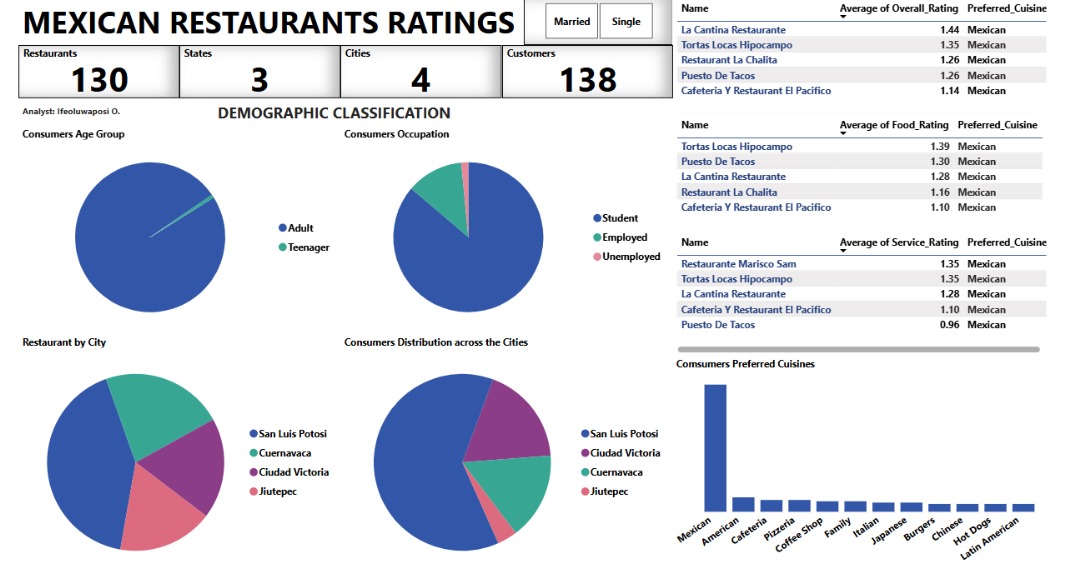 MEXICAN RESTAURANTS RATINGS
Married
Single
Restaurants
130
States
3
Cities
4
Customers
138
Analyst: Ifeoluwaposi O.
DEMOGRAPHIC CLASSIFICATION
Consumers Age Group
Adult
Teenager
Consumers Occupation
Student
Employed
Unemployed
Restaurant by City
San Luis Potosi
Cuernavaca
Ciudad Victoria
Jiutepec
Consumers Distribution across the Cities
San Luis Potosi
Ciudad Victoria
Cuernavaca
Jiutepec
Name Average of Overall_Rating Preferred_Cuisine
La Cantina Restaurante 1.44 Mexican
Tortas Locas Hipocampo 1.35 Mexican
Restaurant La Chalita 1.26 Mexican
Puesto De Tacos 1.26 Mexican
Cafeteria Y Restaurant El Pacifico 1.14 Mexican
Name Average of Food_Rating Preferred_Cuisine
Tortas Locas Hipocampo 1.39 Mexican
Puesto De Tacos 1.30 Mexican
La Cantina Restaurante 1.28 Mexican
Restaurant La Chalita 1.16 Mexican
Cafeteria Y Restaurant El Pacifico 1.10 Mexican
Name Average of Service_Rating Preferred_Cuisine
Restaurante Marisco Sam 1.35 Mexican
Tortas Locas Hipocampo 1.35 Mexican
La Cantina Restaurante 1.28 Mexican
Cafeteria Y Restaurant El Pacifico 1.10 Mexican
Puesto De Tacos 0.96 Mexican
Comsumers Preferred Cuisines
Mexican
American
Cafeteria
Pizzeria
Coffee Shop
Family
Italian
Japanese
Burgers
Chinese
Hot Dogs
Latin American